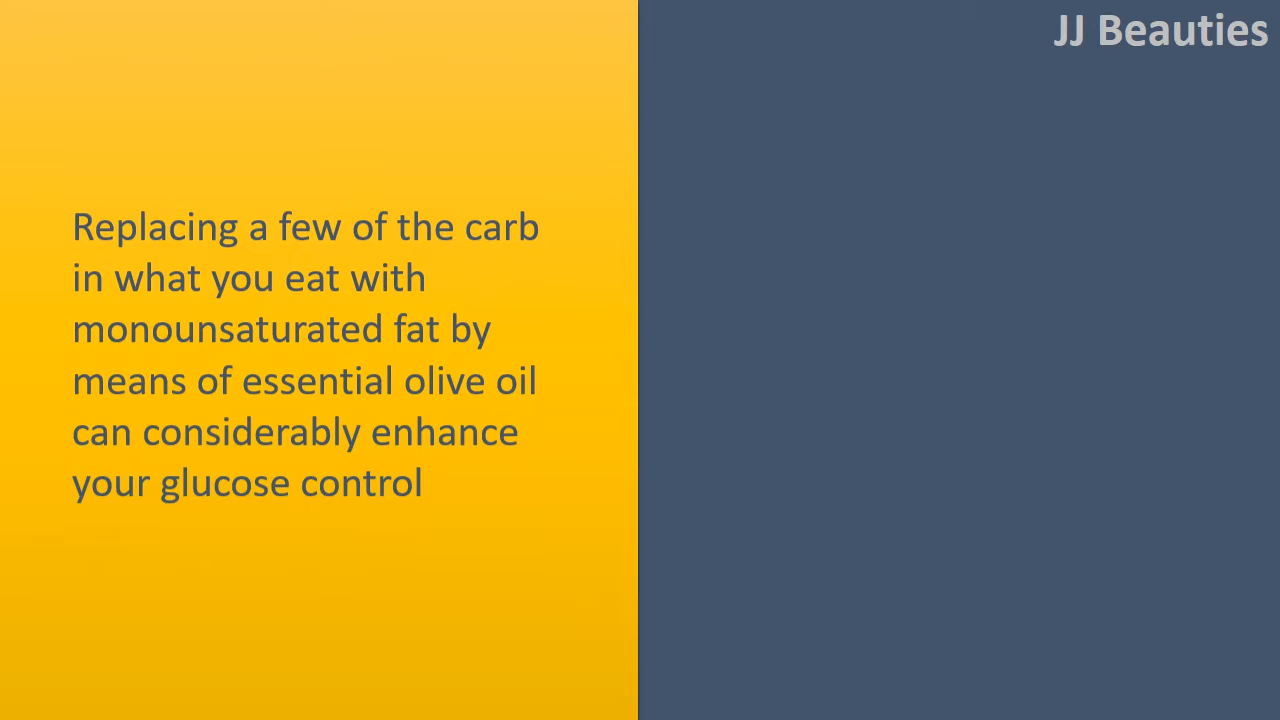 JJ Beauties
Replacing a few of the carb
in what you eat with
monounsaturated fat by
means of essential olive oil
can considerably enhance
your glucose control